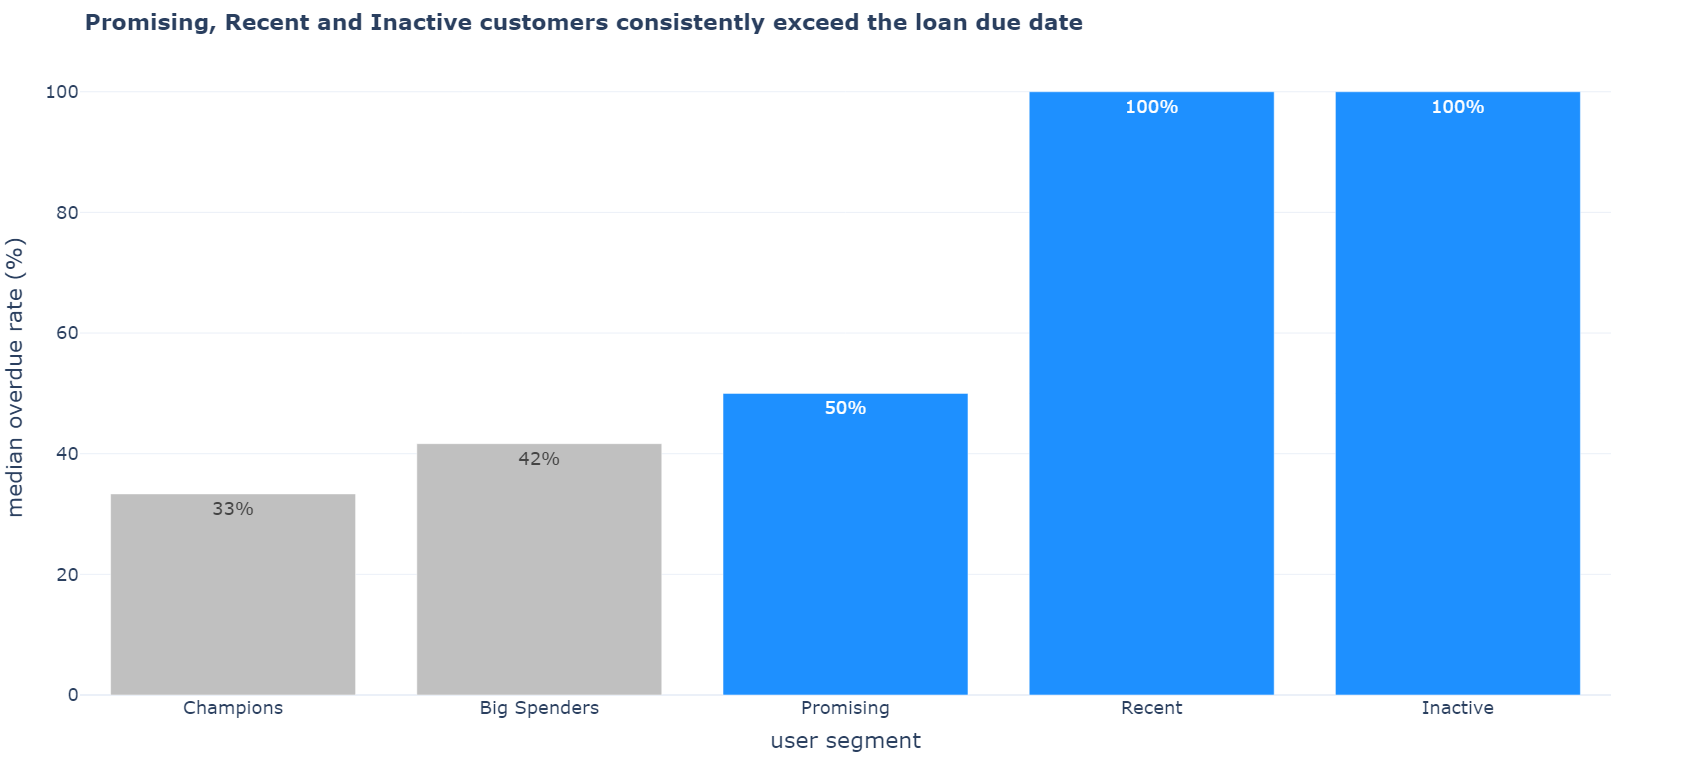 Promising, Recent and Inactive customers consistently exceed the loan due date
median overdue rate (%)
100
80
60
40
20
0
33%
42%
50%
100%
100%
Champions
Big Spenders
Promising
Recent
Inactive
user segment